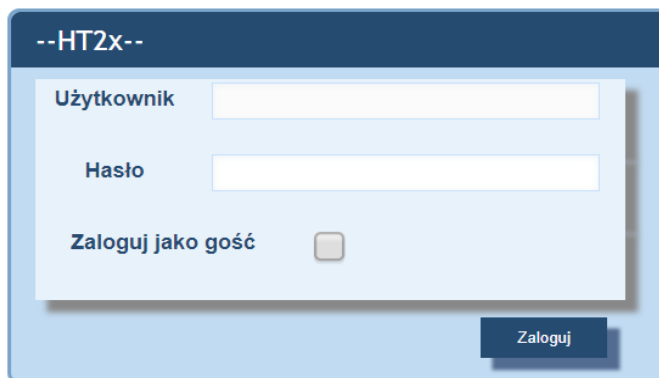 --HT2x--
Użytkownik
Hasło
Zaloguj jako gość
Zaloguj